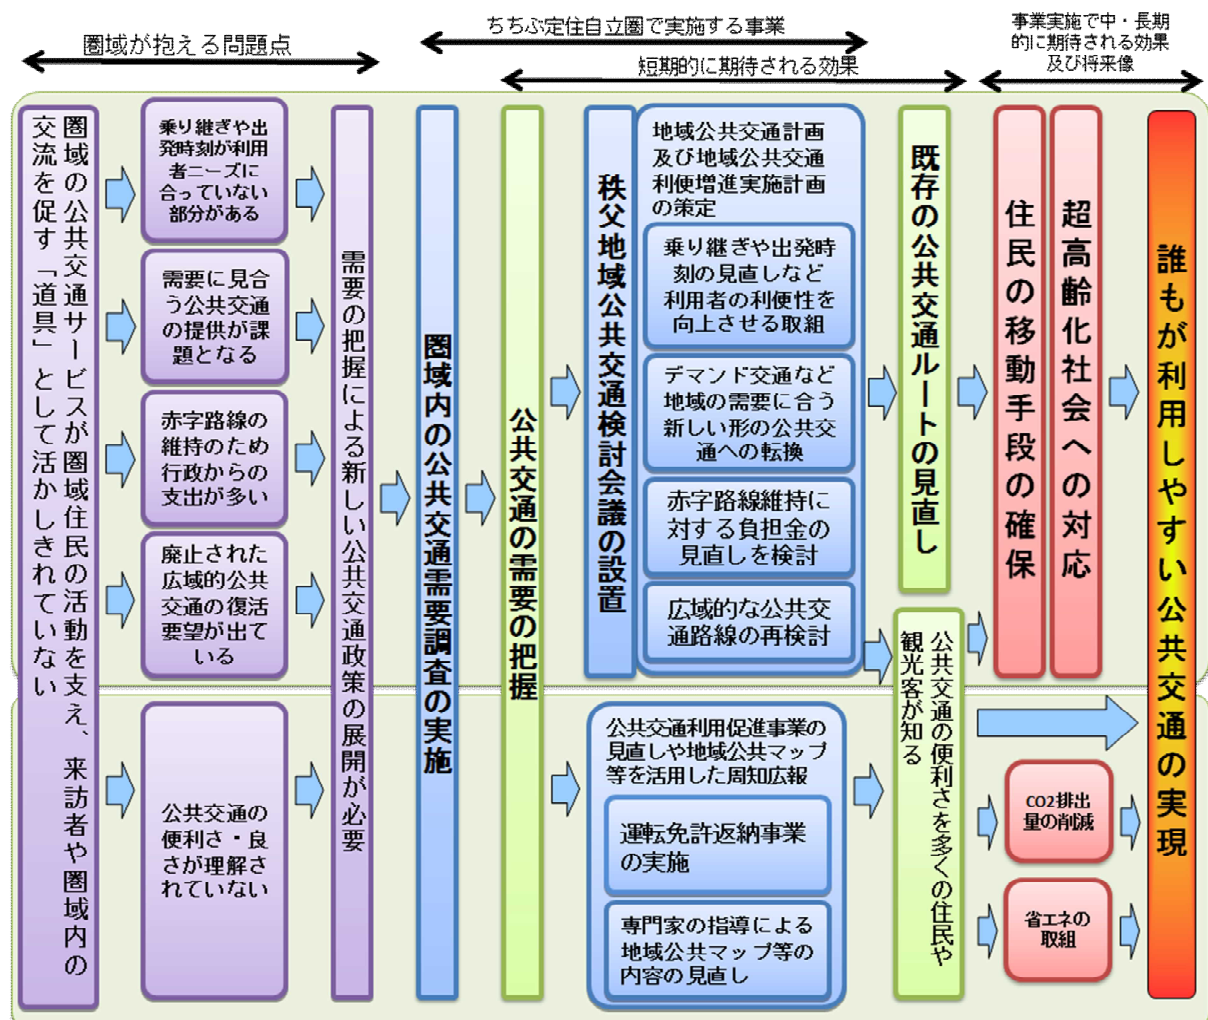 圏域が抱える問題点
ちちぶ定住自立圏で実施する事業
短期的に期待される効果
事業実施で中・長期
的に期待される効果
及び将来像
圏域の公共交通サービスが圏域住民の活動を支え、来訪者や圏域内の
交流を促す「道具」として活かしきれていない
乗り継ぎや出
発時刻が利用
者ニーズに
合っていない
部分がある
需要に見合
う公共交通
の提供が課
題となる
赤字路線の
維持のため
行政からの
支出が多い
廃止された
広域的公共
交通の復活
要望が出て
いる
公共交通の
便利さ・良
さが理解さ
れていない
需要の把握による新しい公共交通政策の展開が必要
圏域内の公共交通需要調査の実施
公共交通の需要の把握
秩父地域公共交通検討会議の設置
地域公共交通計画
及び地域公共交通
利便増進実施計画
の策定
乗り継ぎや出発時
刻の見直しなど
利用者の利便性を
向上させる取組
デマンド交通など
地域の需要に合う
新しい形の公共交
通への転換
赤字路線維持に
対する負担金の
見直しを検討
広域的な公共交
通路線の再検討
公共交通利用促進事業の
見直しや地域公共マップ
等を活用した周知広報
運転免許返納事業
の実施
専門家の指導による
地域公共マップ等の
内容の見直し
既存の公共交通ルートの見直し
公共交通の便利さを多くの住民や
観光客が知る
住民の移動手段の確保
超高齢化社会への対応
CO2排出
量の削減
省エネの
取組
誰もが利用しやすい公共交通の実現